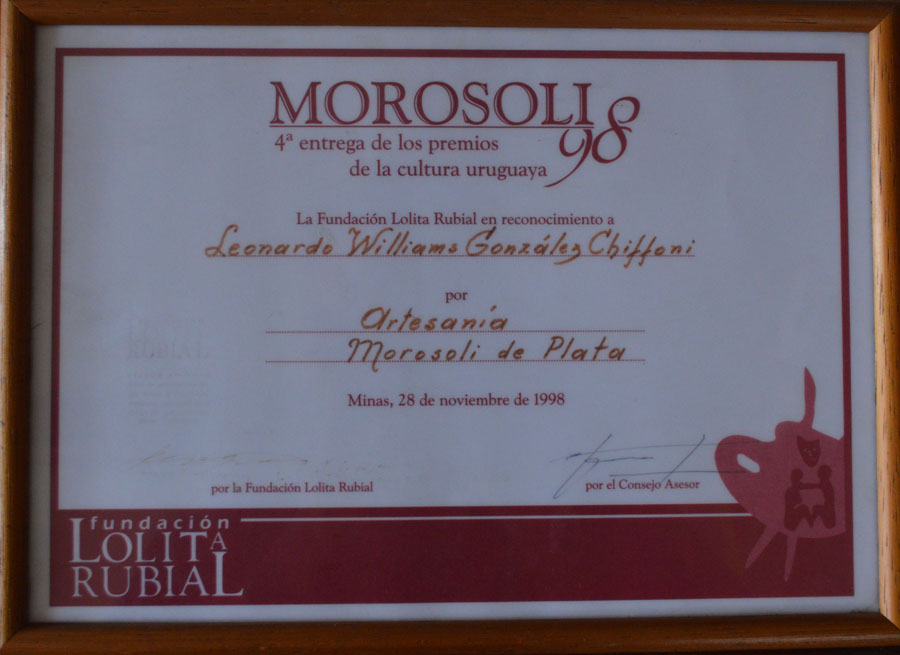 MOROSOLI 98
4ª entrega de los premios
de la cultura uruguaya
La Fundación Lolita Rubial en reconocimiento a
Leonardo Williams González Chiffoni
por
Artesanía
Morosoli de Plata
Minas, 28 de noviembre de 1998
por la Fundación Lolita Rubial
por el Consejo Asesor
fundación
LOLITA
RUBIAL